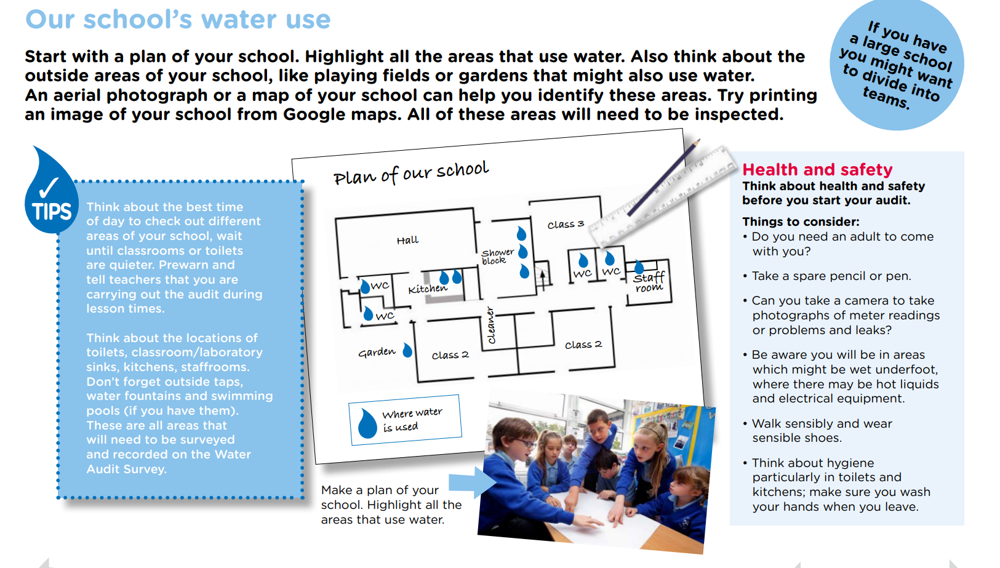 Our school's water use
Start with a plan of your school. Highlight all the areas that use water. Also think about the
outside areas of your school, like playing fields or gardens that might also use water.
An aerial photograph or a map of your school can help you identify these areas. Try printing
an image of your school from Google maps. All of these areas will need to be inspected.
If you have
a large school
you might want
to divide into
teams.
TIPS
Think about the best time
of day to check out different
areas of your school, wait
until classrooms or toilets
are quieter. Prewarn and
tell teachers that you are
carrying out the audit during
lesson times.
Think about the locations of
toilets, classroom/laboratory
sinks, kitchens, staffrooms.
Don't forget outside taps,
water fountains and swimming
pools (if you have them).
These are all areas that
will need to be surveyed
and recorded on the Water
Audit Survey.
Plan of our school
Hall
Shower
block
Class 3
WC
WC
Staff
room
WC
Kitchen
WC
Cleaner
Garden
Class 2
Class 2
Where water
is used
Make a plan of your
school. Highlight all the
areas that use water.
Health and safety
Think about health and safety
before you start your audit.
Things to consider:
• Do you need an adult to come
with you?
• Take a spare pencil or pen.
• Can you take a camera to take
photographs of meter readings
or problems and leaks?
• Be aware you will be in areas
which might be wet underfoot,
where there may be hot liquids
and electrical equipment.
• Walk sensibly and wear
sensible shoes.
• Think about hygiene
particularly in toilets and
kitchens; make sure you wash
your hands when you leave.